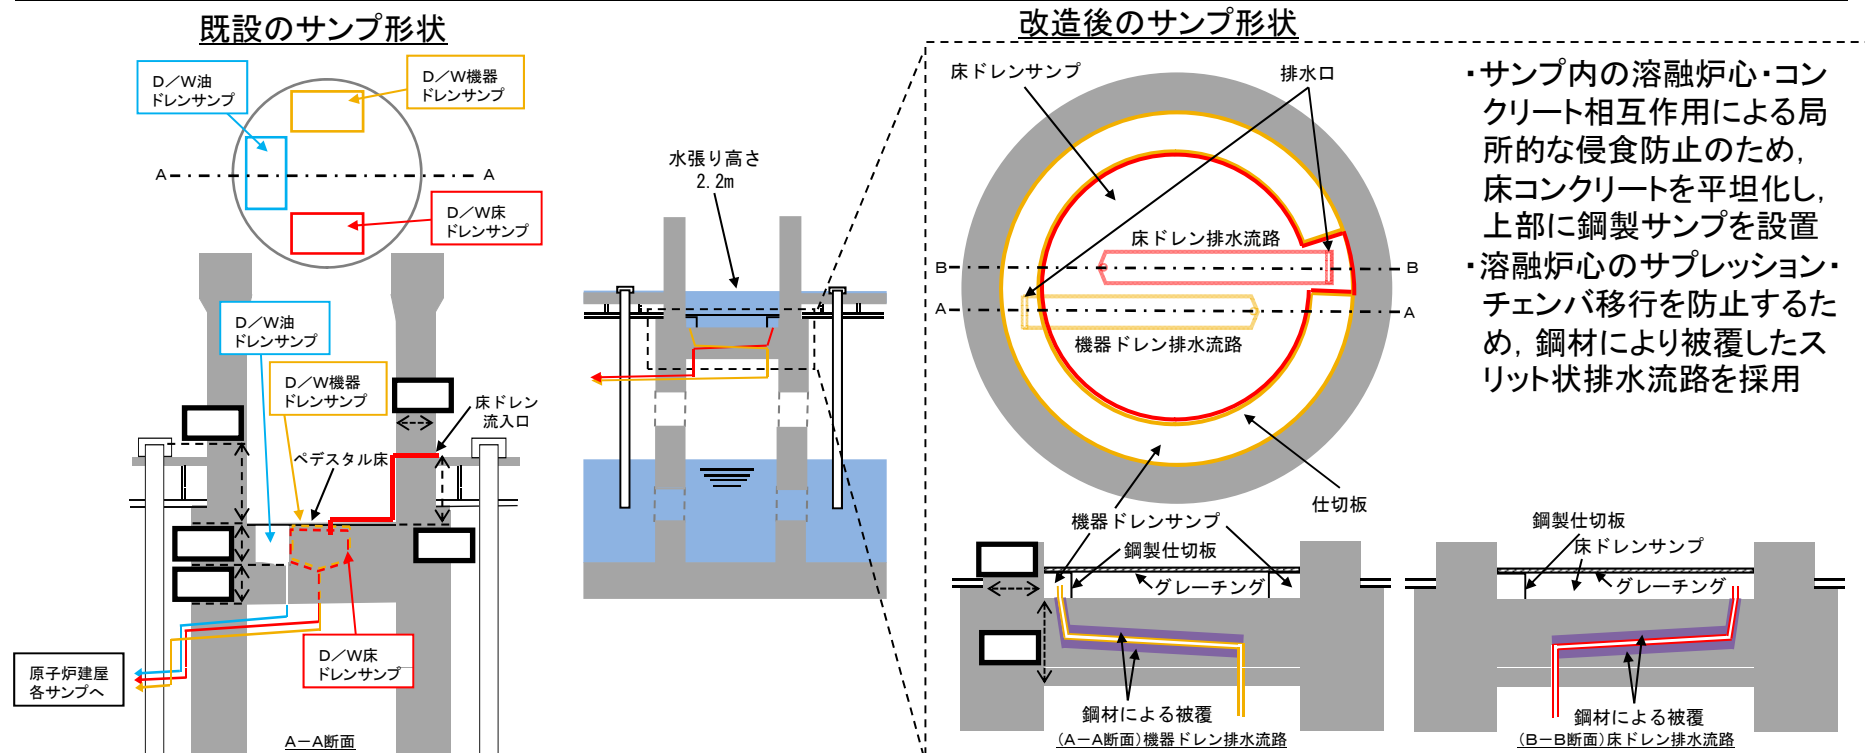 既設のサンプ形状
D/W油
ドレンサンプ
D/W機器
ドレンサンプ
A
A
D/W床
ドレンサンプ
D/W油
ドレンサンプ
D/W機器
ドレンサンプ
床ドレン
流入口
ペデスタル床
D/W床
ドレンサンプ
原子炉建屋
各サンプへ
A-A断面
水張り高さ
2.2m
改造後のサンプ形状
床ドレンサンプ
排水口
床ドレン排水流路
B
B
A
A
機器ドレン排水流路
仕切板
機器ドレンサンプ
鋼製仕切板
グレーチング
鋼材による被覆
(A-A断面)機器ドレン排水流路
鋼製仕切板
床ドレンサンプ
グレーチング
鋼材による被覆
(B-B断面)床ドレン排水流路
・サンプ内の溶融炉心・コン
クリート相互作用による局
所的な侵食防止のため,
床コンクリートを平坦化し,
上部に鋼製サンプを設置
・溶融炉心のサプレッション・
チェンバ移行を防止するた
め,鋼材により被覆したス
リット状排水流路を採用